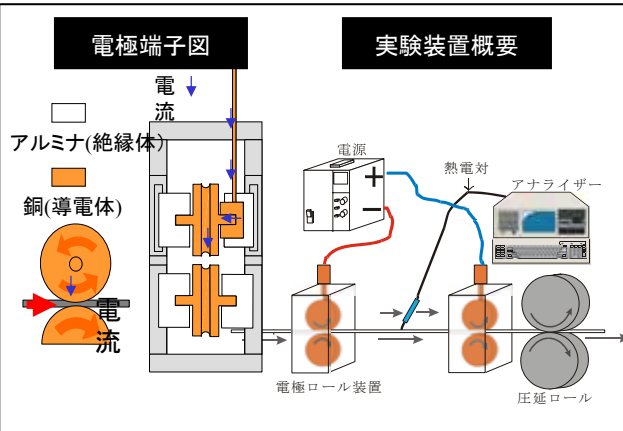 電極端子図
実験装置概要
電
流
アルミナ(絶縁体)
銅(導電体)
電
流
電源
+
−
熱電対
アナライザー
電極ロール装置
圧延ロール